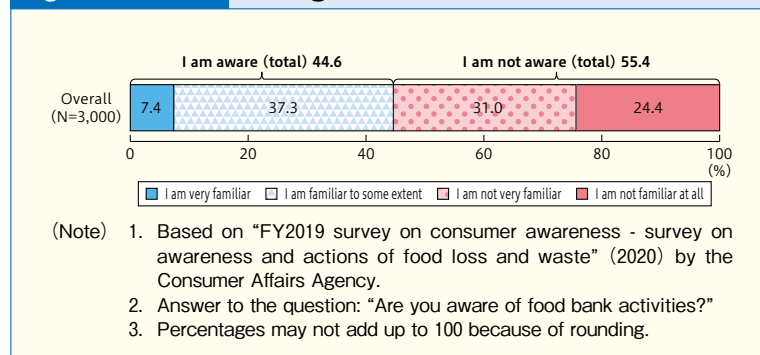 I am aware (total) 44.6 I am not aware (total) 55.4
Overall
(N=3,000)
7.4 37.3 31.0 24.4
0 20 40 60 80 100
(%)
I am very familiar I am familiar to some extent I am not very familiar I am not familiar at all
(Note) 1. Based on “FY2019 survey on consumer awareness - survey on
awareness and actions of food loss and waste” (2020) by the
Consumer Affairs Agency.
2. Answer to the question: “Are you aware of food bank activities?”
3. Percentages may not add up to 100 because of rounding.